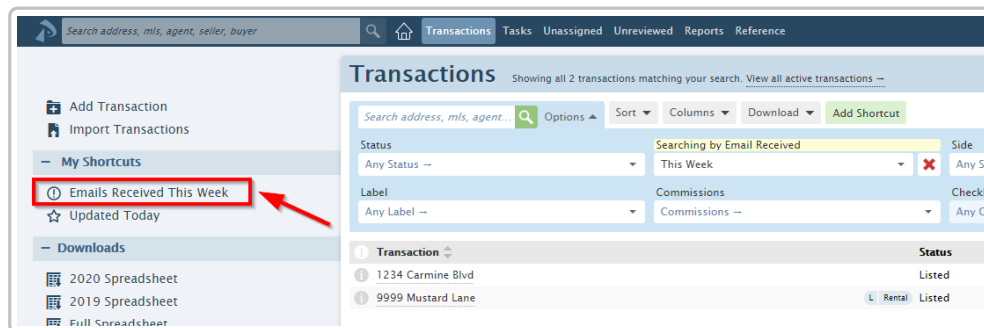 Search address, mls, agent, seller, buyer
Transactions Tasks Unassigned Unreviewed Reports Reference
Transactions Showing all 2 transactions matching your search. View all active transactions →
Add Transaction
Import Transactions
− My Shortcuts
Emails Received This Week
Updated Today
− Downloads
2020 Spreadsheet
2019 Spreadsheet
Full Spreadsheet
Search address, mls, agent... Options Sort Columns Download Add Shortcut
Status Searching by Email Received Side
Any Status → This Week Any S
Label Commissions Check
Any Label → Commissions → Any C
Transaction Status
1234 Carmine Blvd Listed
9999 Mustard Lane L Rental Listed